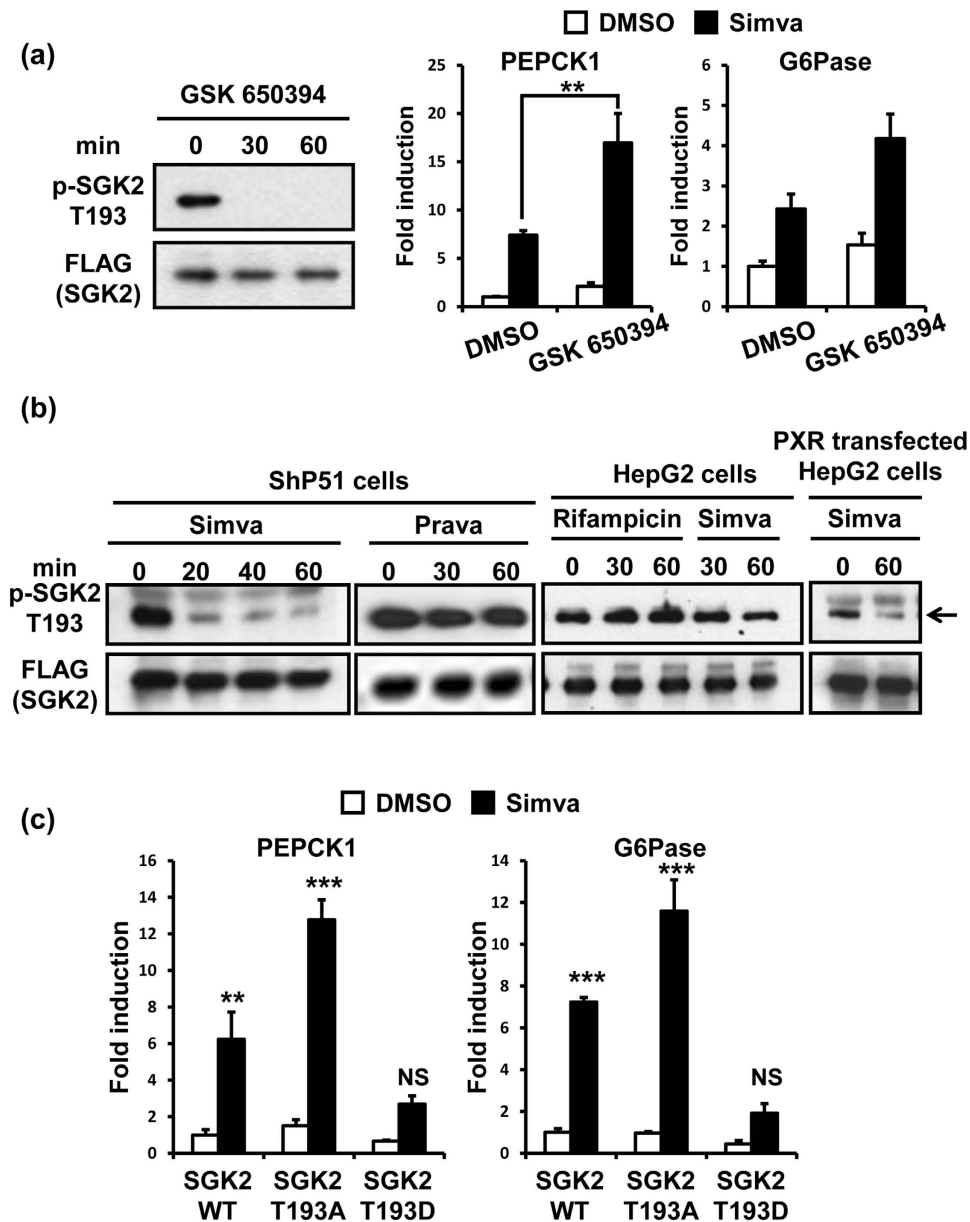 (a)
GSK 650394
min 0 30 60
p-SGK2
T193
FLAG
(SGK2)
DMSO Simva
PEPCK1
Fold induction
25
20
15
10
5
0
**
DMSO
GSK 650394
G6Pase
Fold induction
6
5
4
3
2
1
0
DMSO
GSK 650394
(b)
ShP51 cells
HepG2 cells
PXR transfected
HepG2 cells
Simva Prava Rifampicin Simva Simva
min 0 20 40 60 0 30 60 0 30 60 30 60 0 60
p-SGK2
T193
FLAG
(SGK2)
(c)
DMSO Simva
PEPCK1
Fold induction
16
14
12
10
8
6
4
2
0
**
***
NS
SGK2 SGK2 SGK2
WT T193A T193D
G6Pase
Fold induction
14
12
10
8
6
4
2
0
***
***
NS
SGK2 SGK2 SGK2
WT T193A T193D